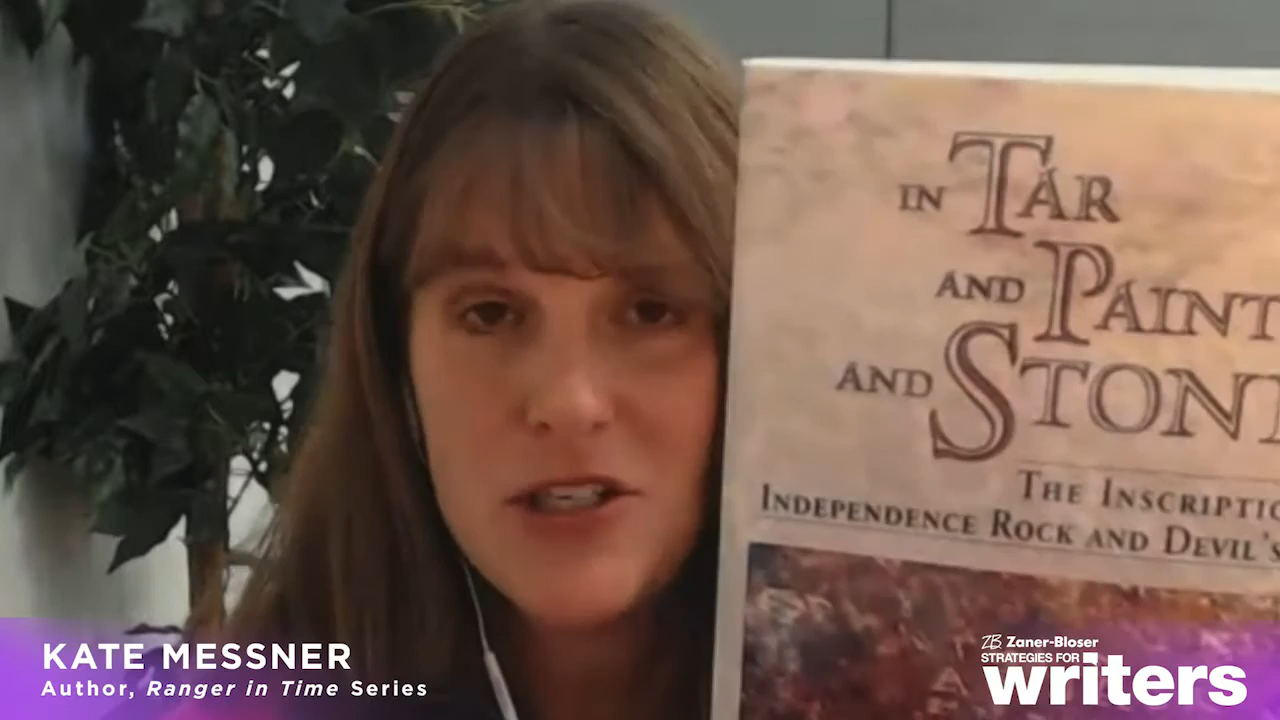 IN TAR
AND PAINT
AND STON
THE INSCRIPTIO
INDEPENDENCE ROCK AND DEVIL'S
KATE MESSNER
Author, Ranger in Time Series
ZB Zaner-Bloser
STRATEGIES FOR
writers